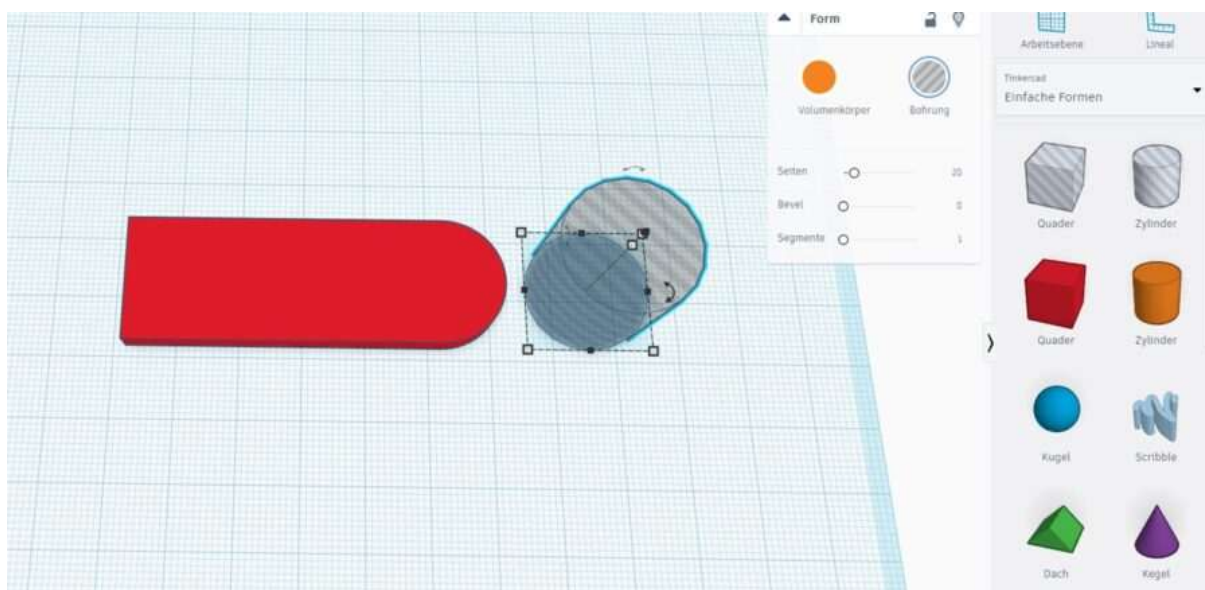 Form
Volumenkörper
Bohrung
Seiten
20
Bevel
0
Segmente
1
Arbeitsebene
Lineal
Tinkercad
Einfache Formen
Quader
Zylinder
Quader
Zylinder
Kugel
Scribble
Dach
Kegel